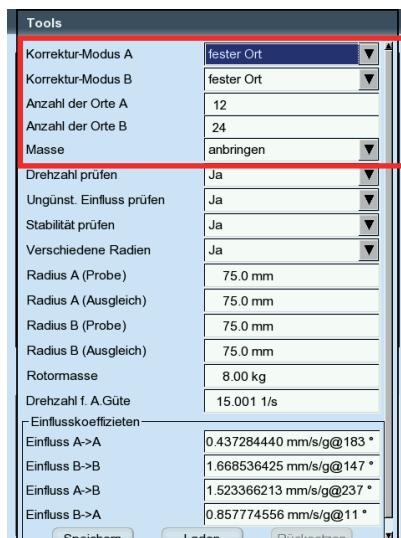 Tools
Korrektur-Modus A fester Ort
Korrektur-Modus B fester Ort
Anzahl der Orte A 12
Anzahl der Orte B 24
Masse anbringen
Drehzahl prüfen Ja
Ungünst. Einfluss prüfen Ja
Stabilität prüfen Ja
Verschiedene Radien Ja
Radius A (Probe) 75.0 mm
Radius A (Ausgleich) 75.0 mm
Radius B (Probe) 75.0 mm
Radius B (Ausgleich) 75.0 mm
Rotormasse 8.00 kg
Drehzahl f. A.Güte 15.001 1/s
Einflusskoeffizieten
Einfluss A->A 0.437284440 mm/s/g@183 °
Einfluss B->B 1.668536425 mm/s/g@147 °
Einfluss A->B 1.523366213 mm/s/g@237 °
Einfluss B->A 0.857774556 mm/s/g@11 °
Speichern Laden Rücksetzen